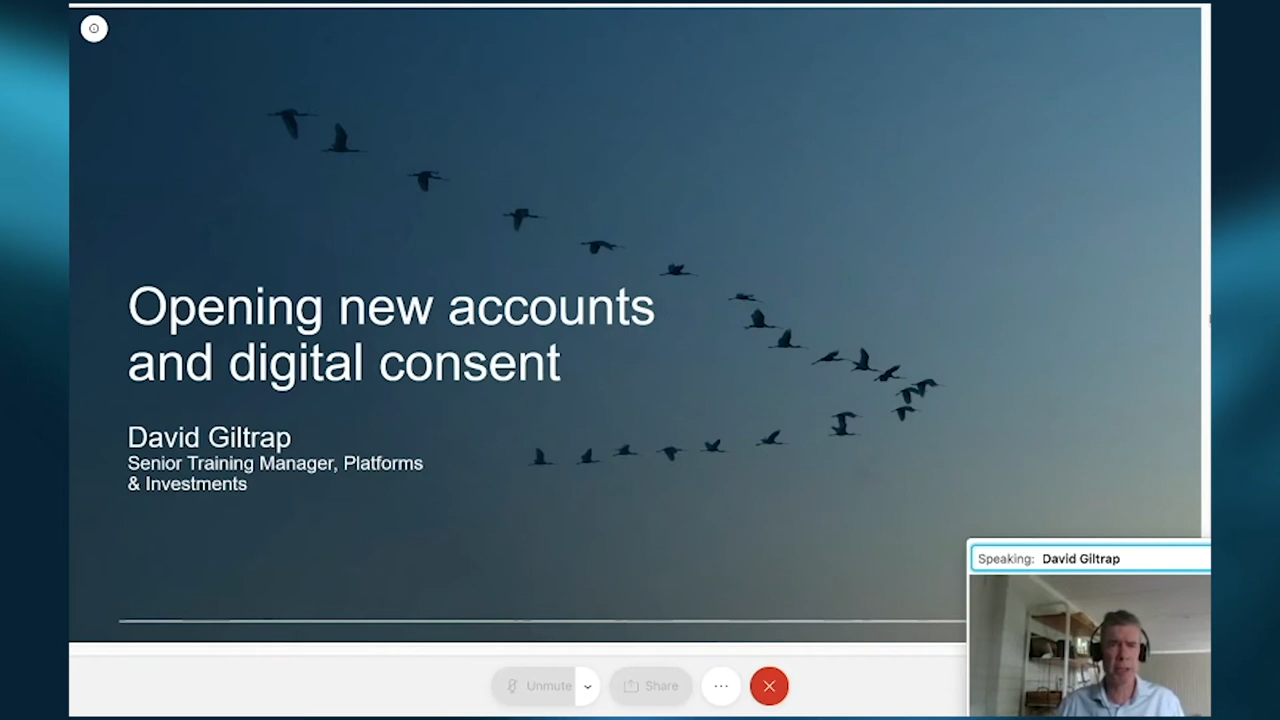 Opening new accounts
and digital consent
David Giltrap
Senior Training Manager, Platforms
& Investments
Speaking: David Giltrap
Unmute
Share